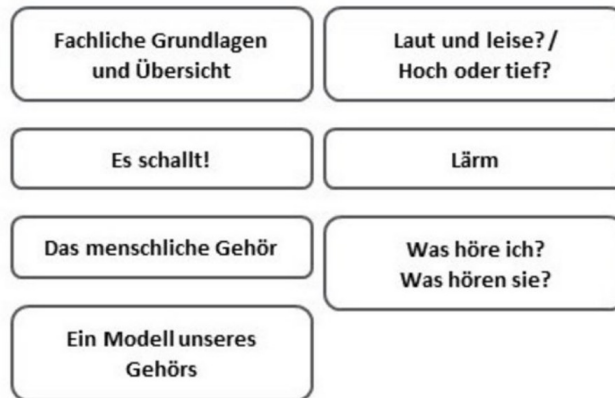 Fachliche Grundlagen
und Übersicht
Laut und leise?/
Hoch oder tief?
Es schallt!
Lärm
Das menschliche Gehör
Was höre ich?
Was hören sie?
Ein Modell unseres
Gehörs